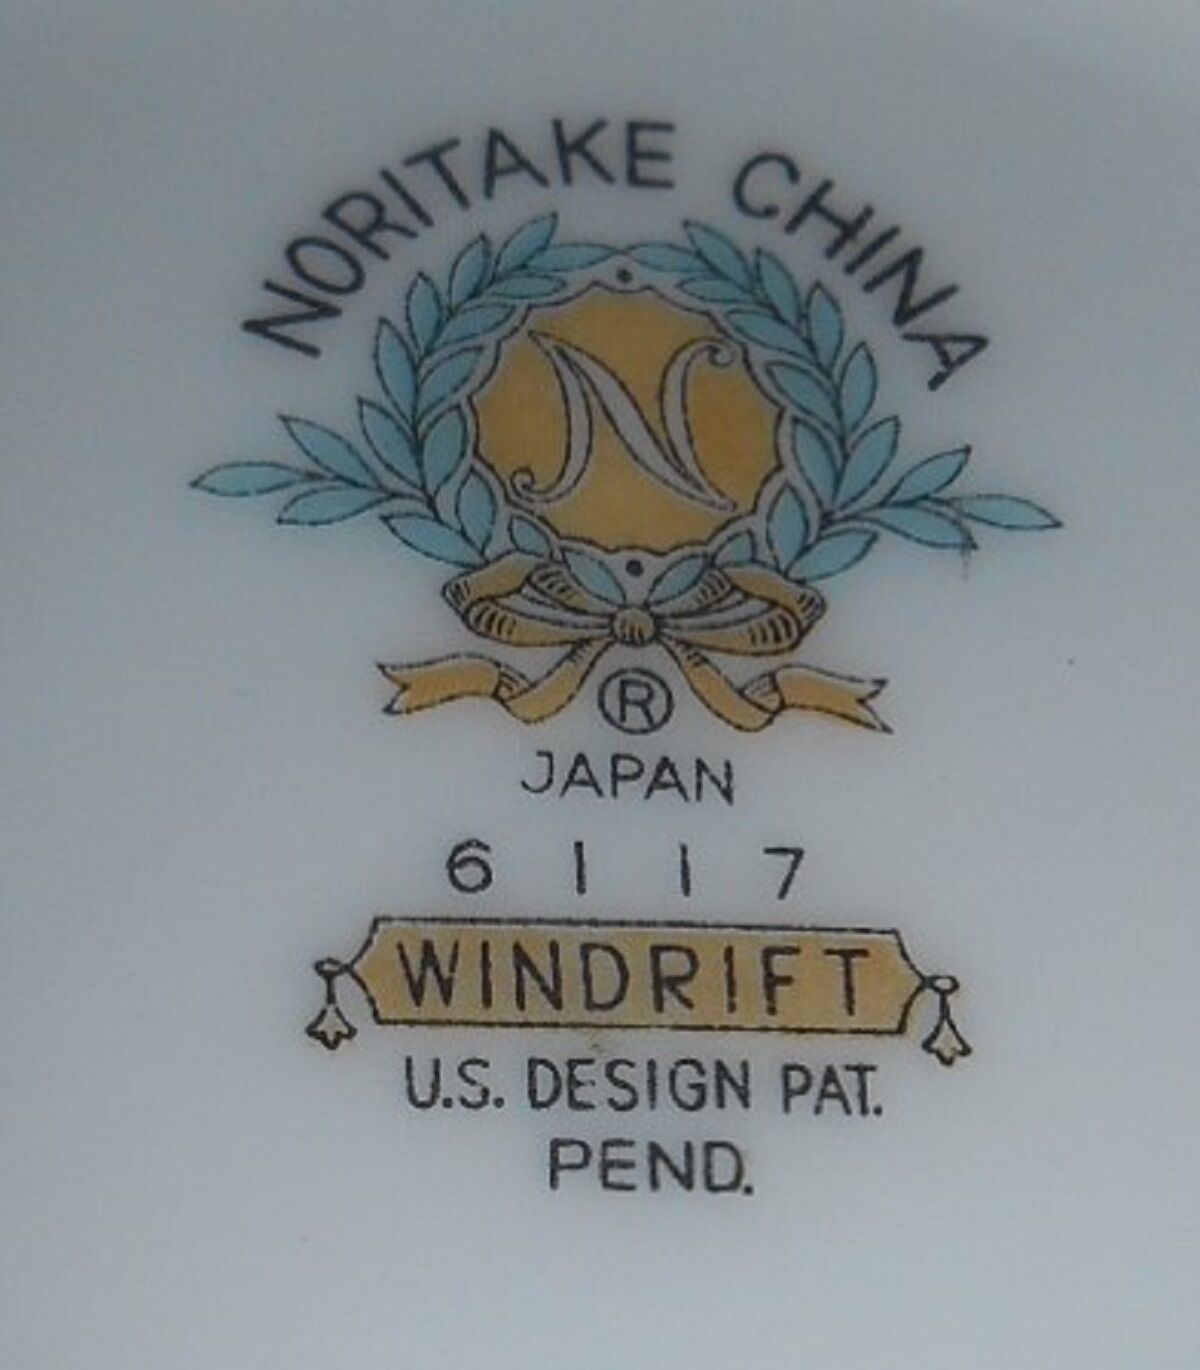 NORITAKE CHINA
N
®
JAPAN
6117
WINDRIFT
U.S. DESIGN PAT.
PEND.